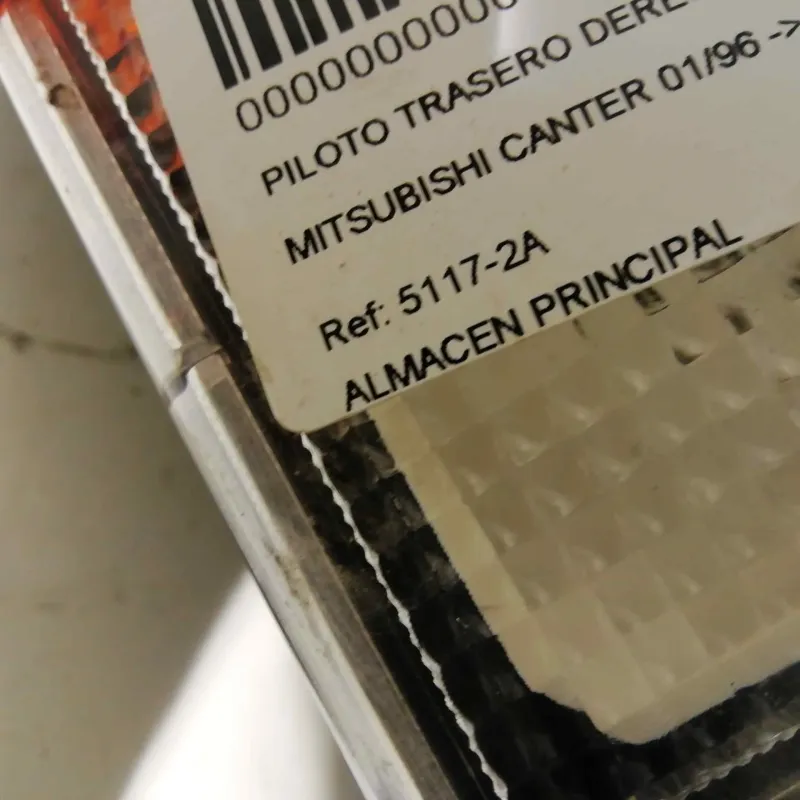 PILOTO TRASERO
MITSUBISHI CANTER 01/96 ->
Ref: 5117-2A
ALMACEN PRINCIPAL